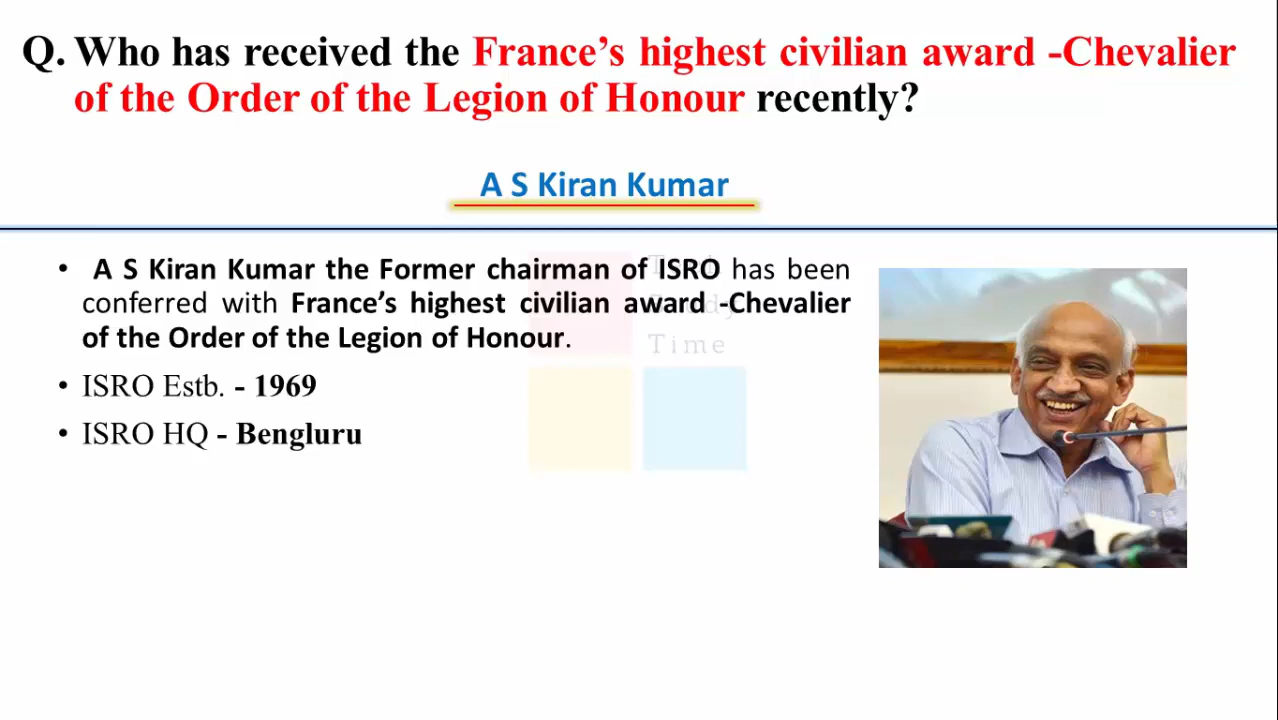 Q. Who has received the France’s highest civilian award -Chevalier
of the Order of the Legion of Honour recently?
A S Kiran Kumar
• A S Kiran Kumar the Former chairman of ISRO has been
conferred with France’s highest civilian award -Chevalier
of the Order of the Legion of Honour.
Time
• ISRO Estb. - 1969
• ISRO HQ - Bengluru